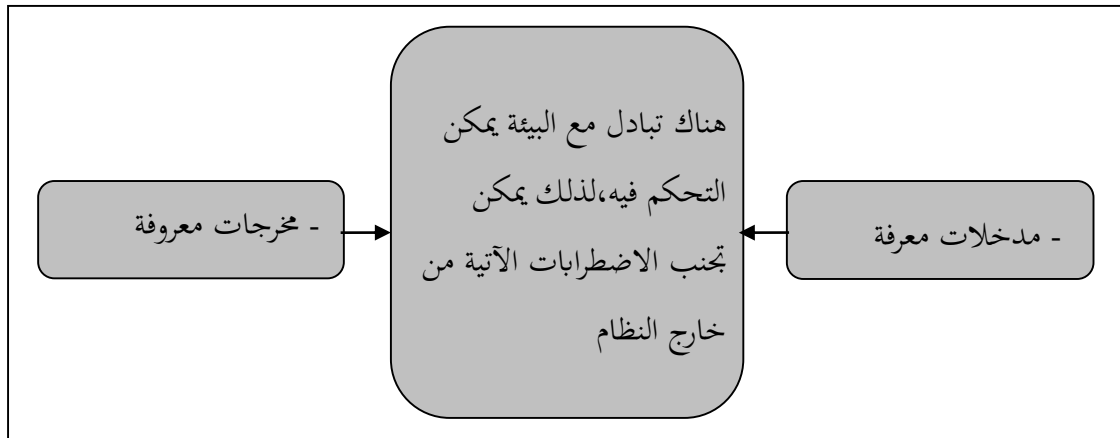 - مدخلات معرفة
هناك تبادل مع البيئة يمكن
التحكم فيه،لذلك يمكن
تجنب الاضطرابات الآتية من
خارج النظام
- مخرجات معروفة